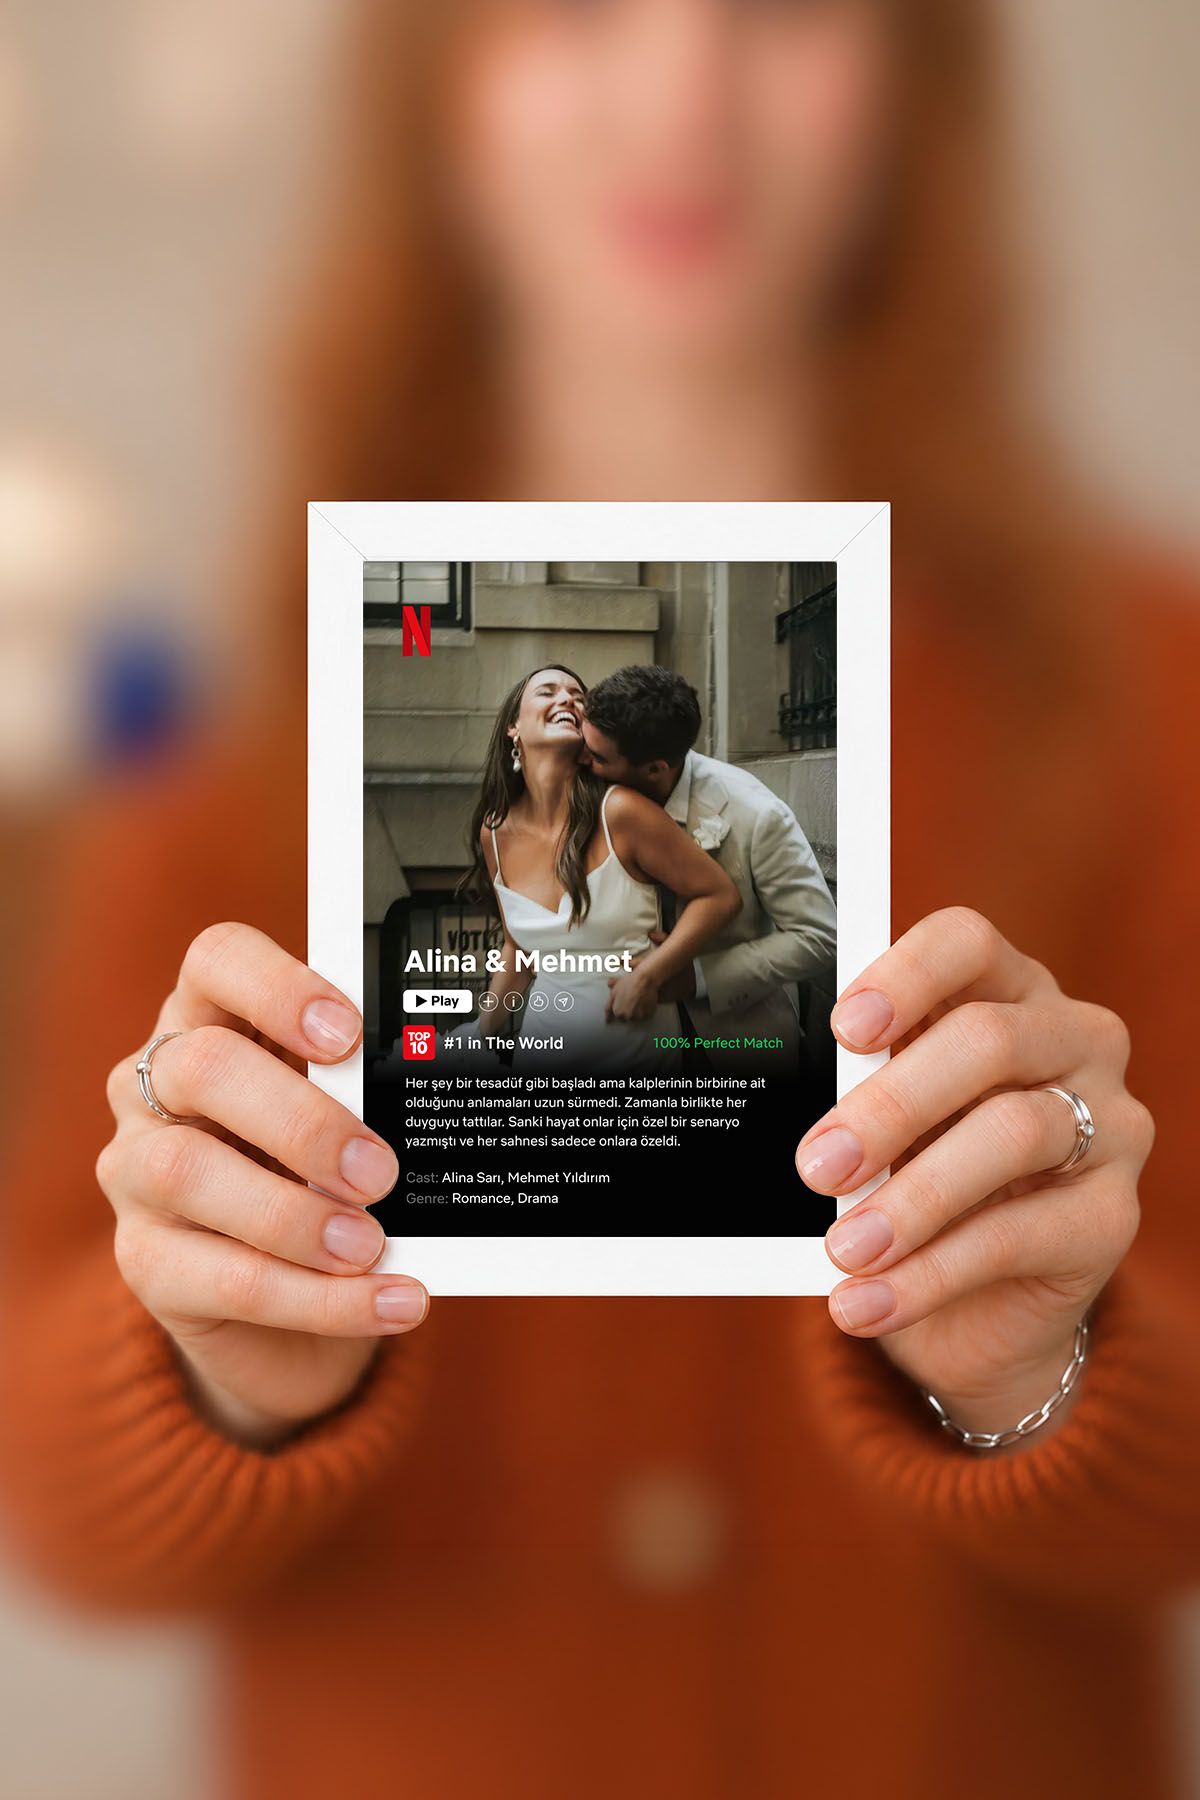 N
VOTE
Alina & Mehmet
Play
TOP 10 #1 in The World 100% Perfect Match
Her şey bir tesadüf gibi başladı ama kalplerinin birbirine ait
olduğunu anlamaları uzun sürmedi. Zamanla birlikte her
duyguyu tattılar. Sanki hayat onlar için özel bir senaryo
yazmıştı ve her sahnesi sadece onlara özeldi.
Cast: Alina Sarı, Mehmet Yıldırım
Genre: Romance, Drama